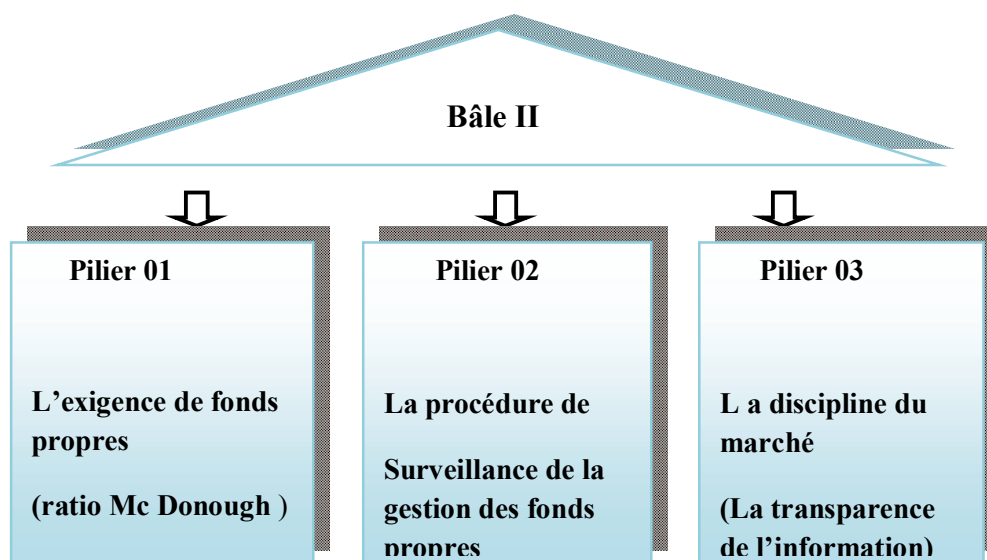 Bâle II
Pilier 01
L’exigence de fonds
propres
(ratio Mc Donough )
Pilier 02
La procédure de
Surveillance de la
gestion des fonds
propres
Pilier 03
L a discipline du
marché
(La transparence
de l’information)